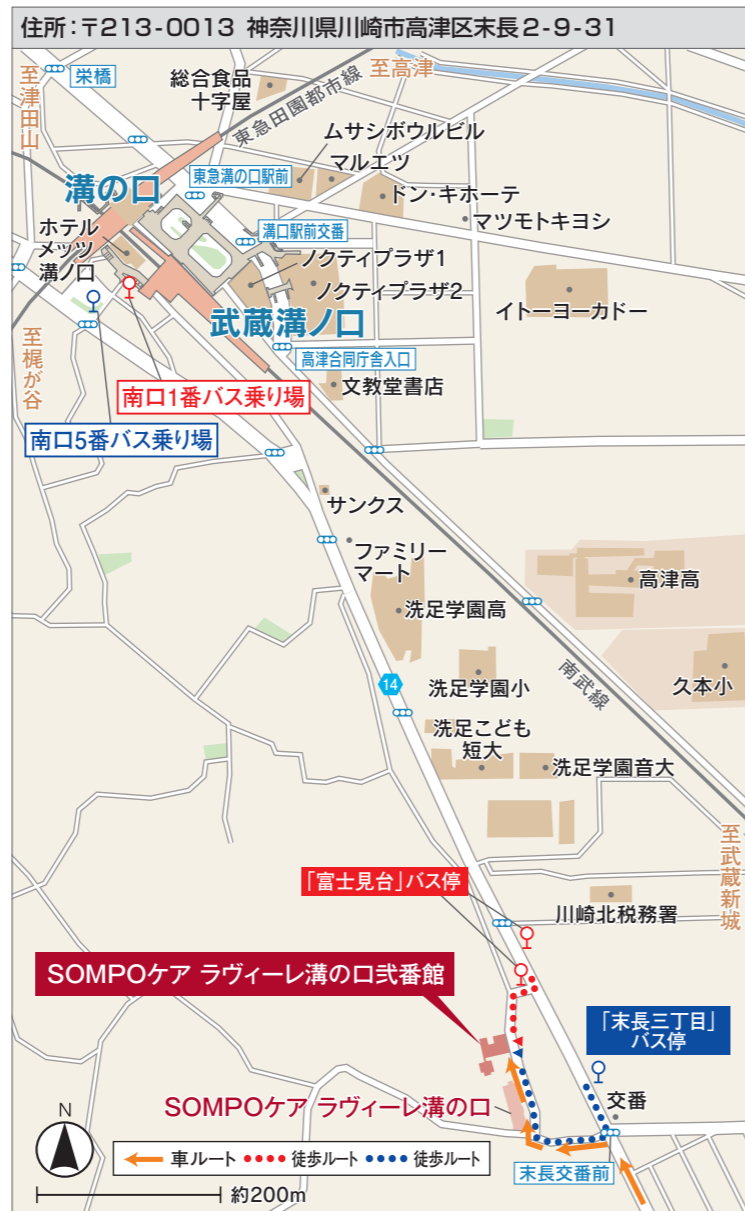 住所：〒213-0013 神奈川県川崎市高津区末長2-9-31
至津田山
栄橋
総合食品
十字屋
東急田園都市線
至高津
ムサシボウルビル
マルエツ
東急溝の口駅前
ドン・キホーテ
マツモトキヨシ
溝の口
溝口駅前交番
ホテル
メッツ
溝ノ口
ノクティプラザ1
ノクティプラザ2
イトーヨーカドー
武蔵溝ノ口
至梶が谷
高津合同庁舎入口
文教堂書店
南口1番バス乗り場
南口5番バス乗り場
サンクス
ファミリー
マート
高津高
洗足学園高
14
洗足学園小
南武線
久本小
洗足こども
短大
洗足学園音大
至武蔵新城
「富士見台」バス停
川崎北税務署
SOMPOケア ラヴィーレ溝の口弐番館
「末長三丁目」
バス停
SOMPOケア ラヴィーレ溝の口
交番
N
車ルート
徒歩ルート
徒歩ルート
末長交番前
約200m